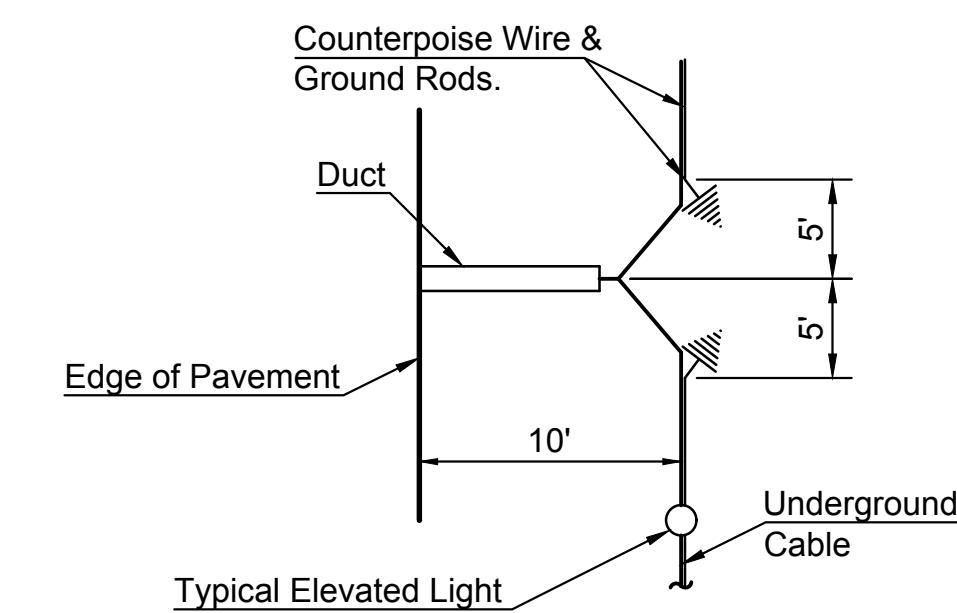 Counterpoise Wire &
Ground Rods.
Duct
5'
5'
Edge of Pavement
10'
Underground
Cable
Typical Elevated Light